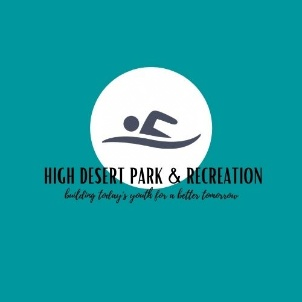 HIGH DESERT PARK & RECREATION
building today's youth for a better tomorrow